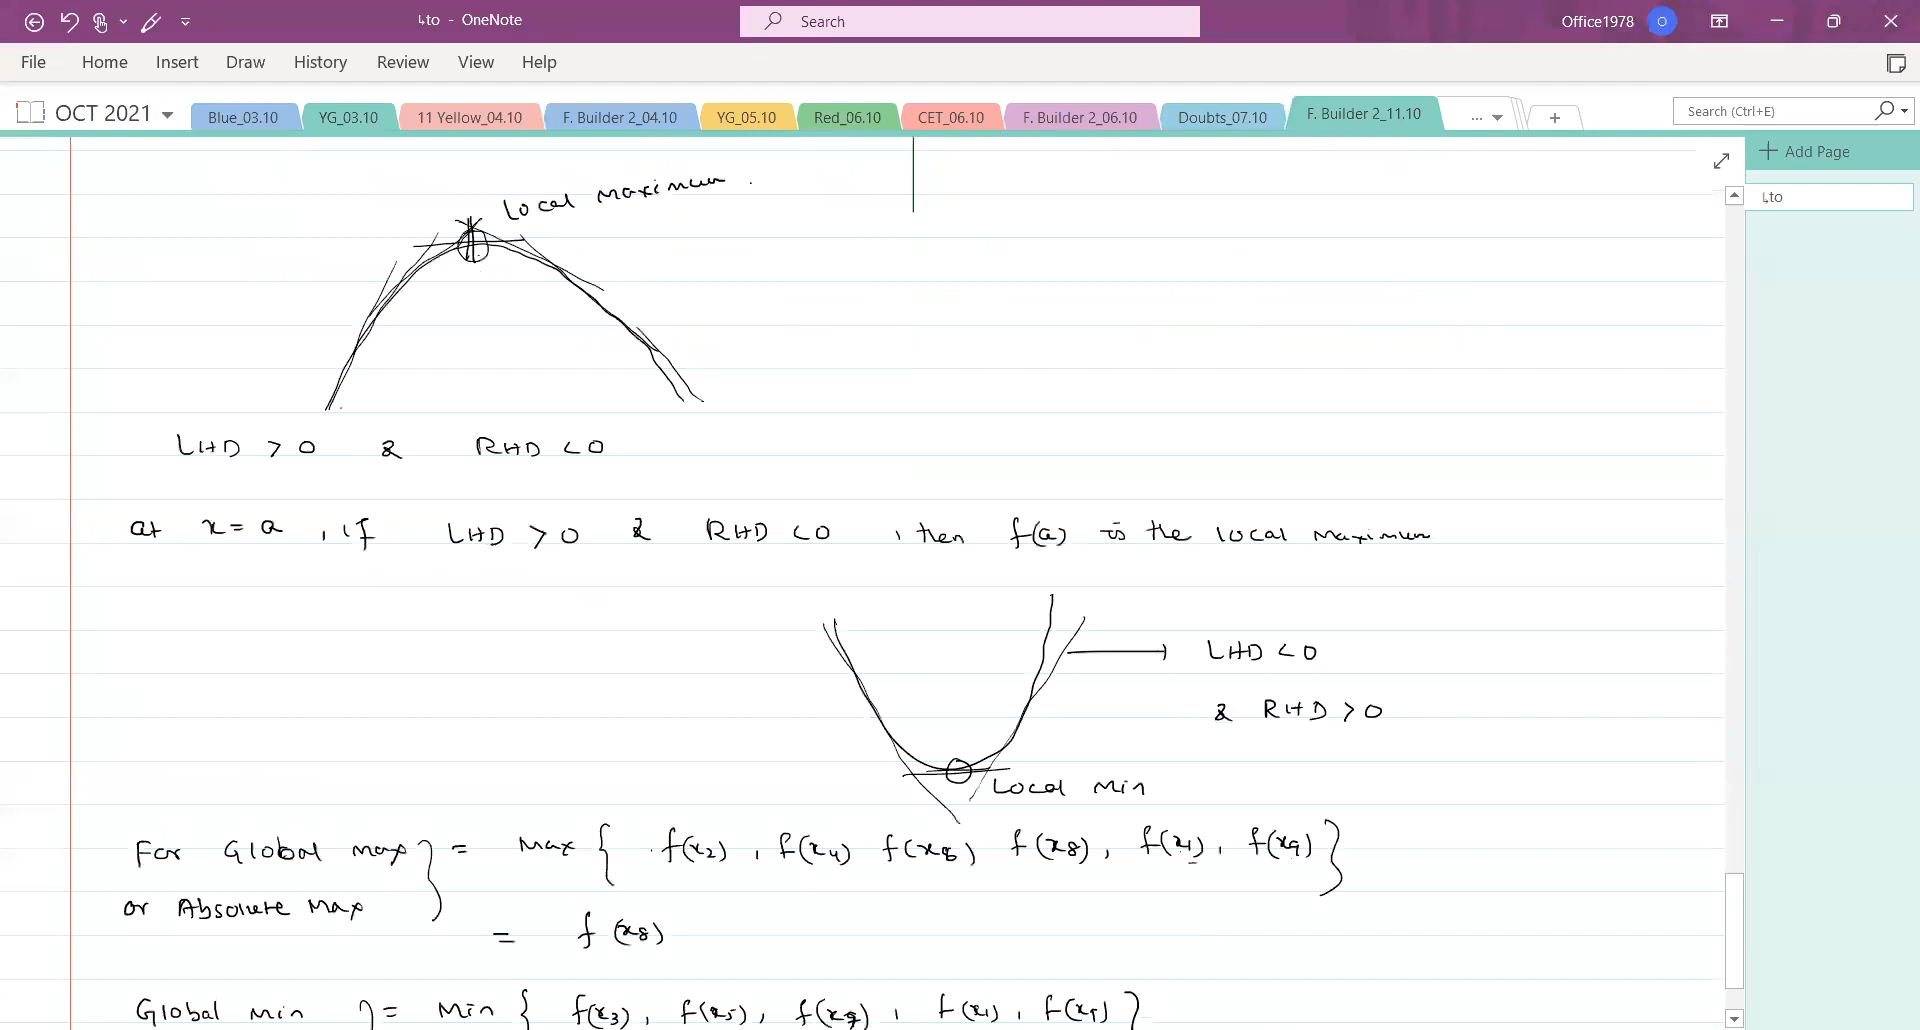 ↳to - OneNote
Search
Office1978
O
File Home Insert Draw History Review View Help
OCT 2021
Blue_03.10 YG_03.10 11 Yellow_04.10 F. Builder 2_04.10 YG_05.10 Red_06.10 CET_06.10 F. Builder 2_06.10 Doubts_07.10 F. Builder 2_11.10 ... +
Search (Ctrl+E)
Add Page
↳to
Local maximum .
LHD > 0 & RHD < 0
at x = a , if LHD > 0 & RHD < 0 , then f(a) is the local maximum
LHD < 0
& RHD > 0
Local Min
For Global max } = Max { f(x2) , f(x4) f(x6) f(x8) , f(x1) , f(x9) }
or Absolute Max
= f(x8)
Global min } = Min { f(x3) , f(x5) , f(x7) , f(x1) , f(x9) }